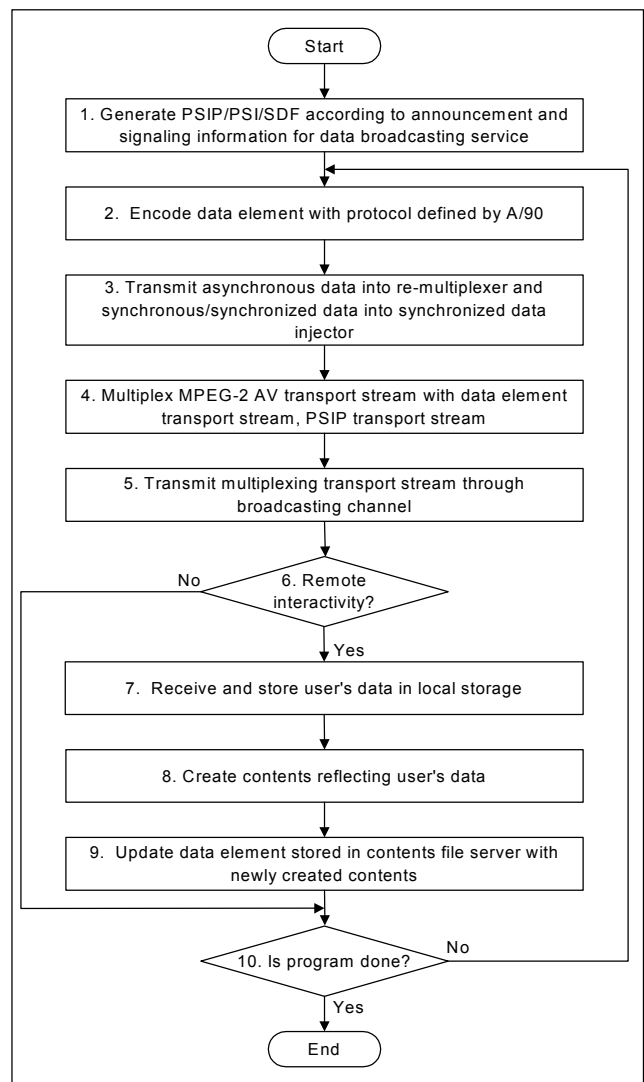 Start
1. Generate PSIP/PSI/SDF according to announcement and
signaling information for data broadcasting service
2. Encode data element with protocol defined by A/90
3. Transmit asynchronous data into re-multiplexer and
synchronous/synchronized data into synchronized data
injector
4. Multiplex MPEG-2 AV transport stream with data element
transport stream, PSIP transport stream
5. Transmit multiplexing transport stream through
broadcasting channel
No
6. Remote
interactivity?
Yes
7. Receive and store user's data in local storage
8. Create contents reflecting user's data
9. Update data element stored in contents file server with
newly created contents
No
10. Is program done?
Yes
End